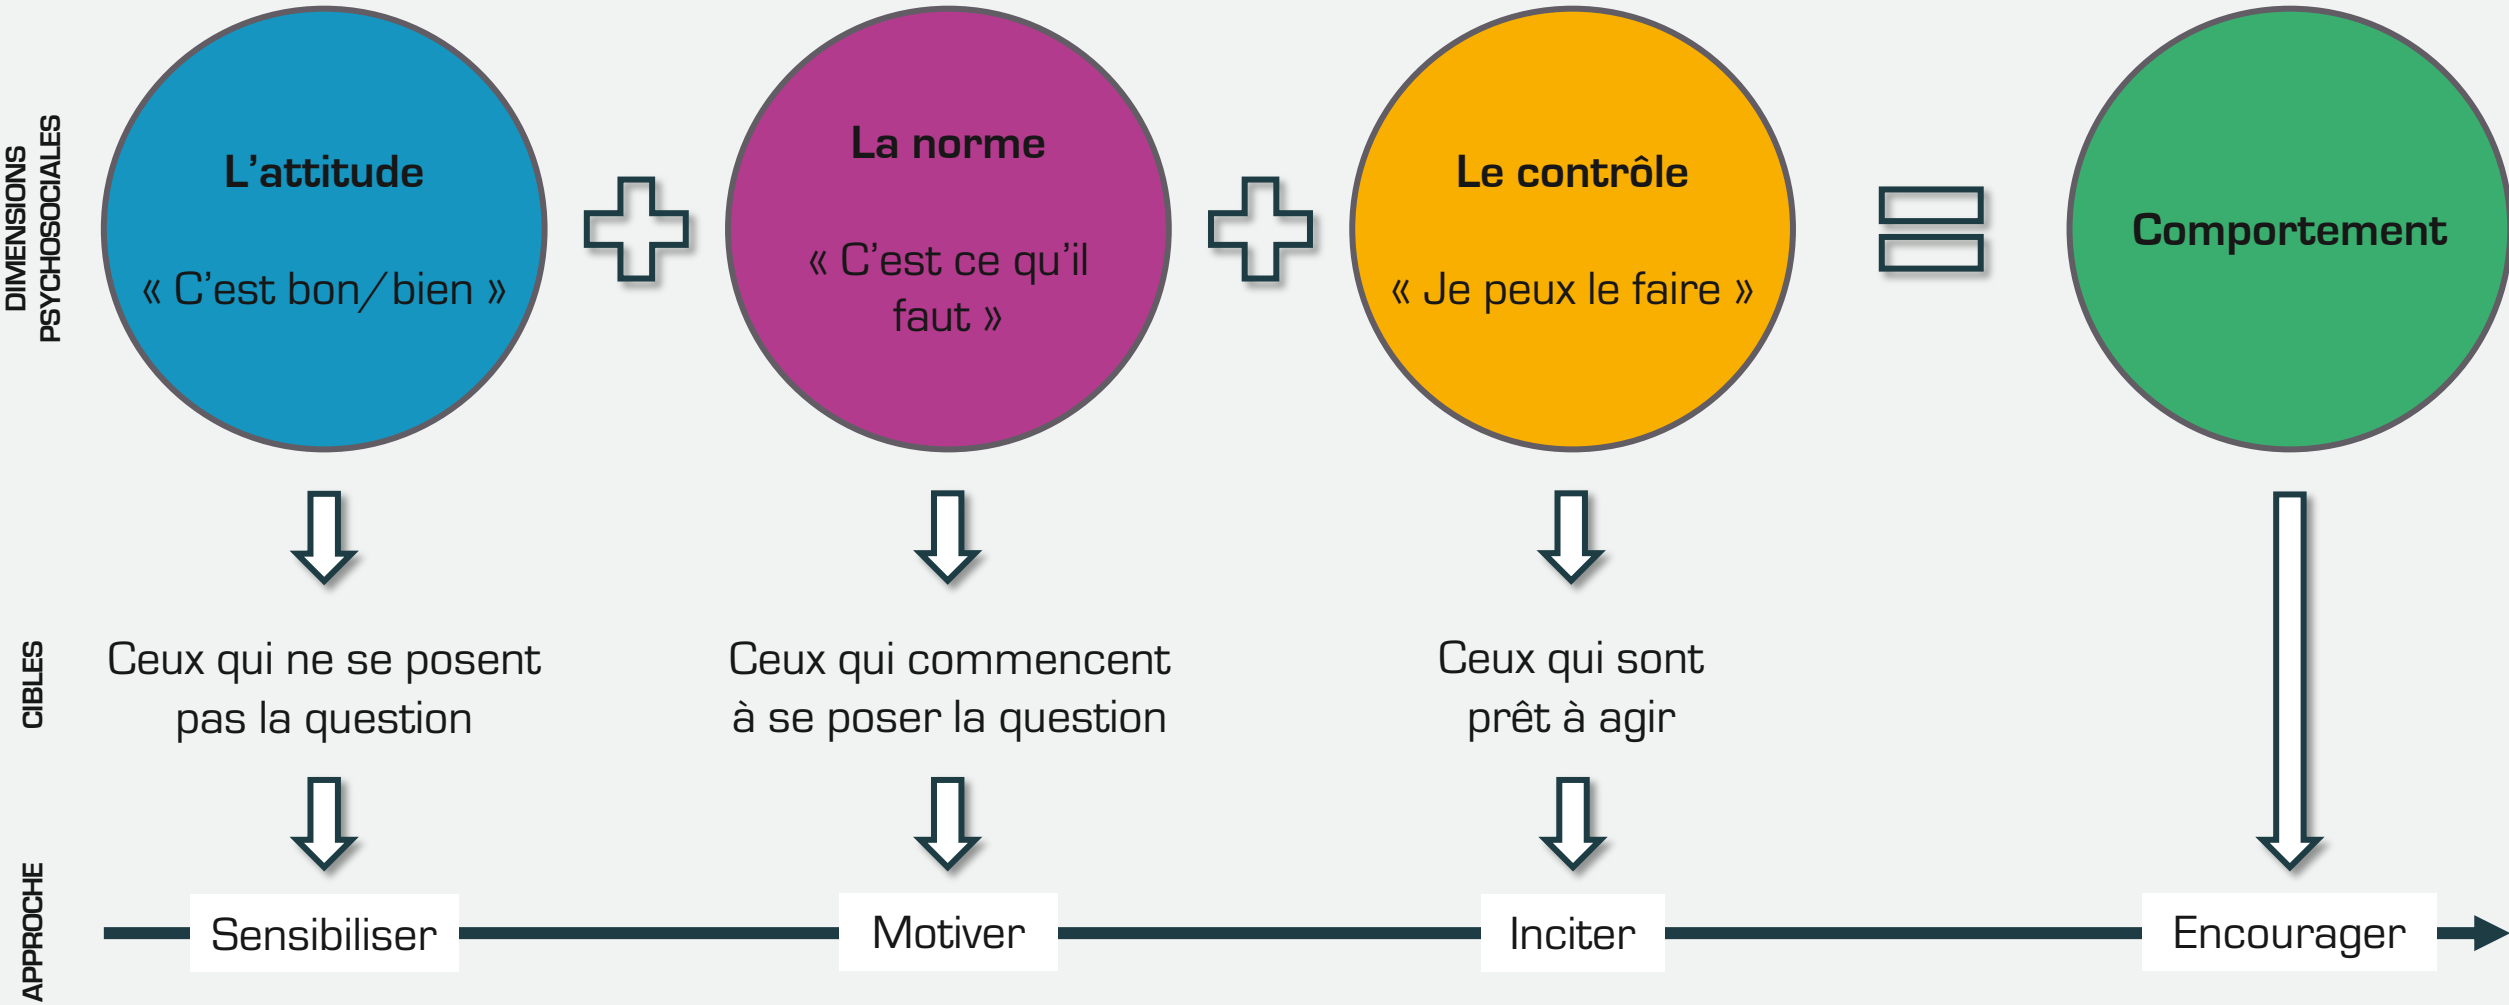 DIMENSIONS
PSYCHOSOCIALES
L'attitude
« C'est bon/bien »
La norme
« C'est ce qu'il
faut »
Le contrôle
« Je peux le faire »
Comportement
CIBLES
Ceux qui ne se posent
pas la question
Ceux qui commencent
à se poser la question
Ceux qui sont
prêt à agir
APPROCHE
Sensibiliser
Motiver
Inciter
Encourager